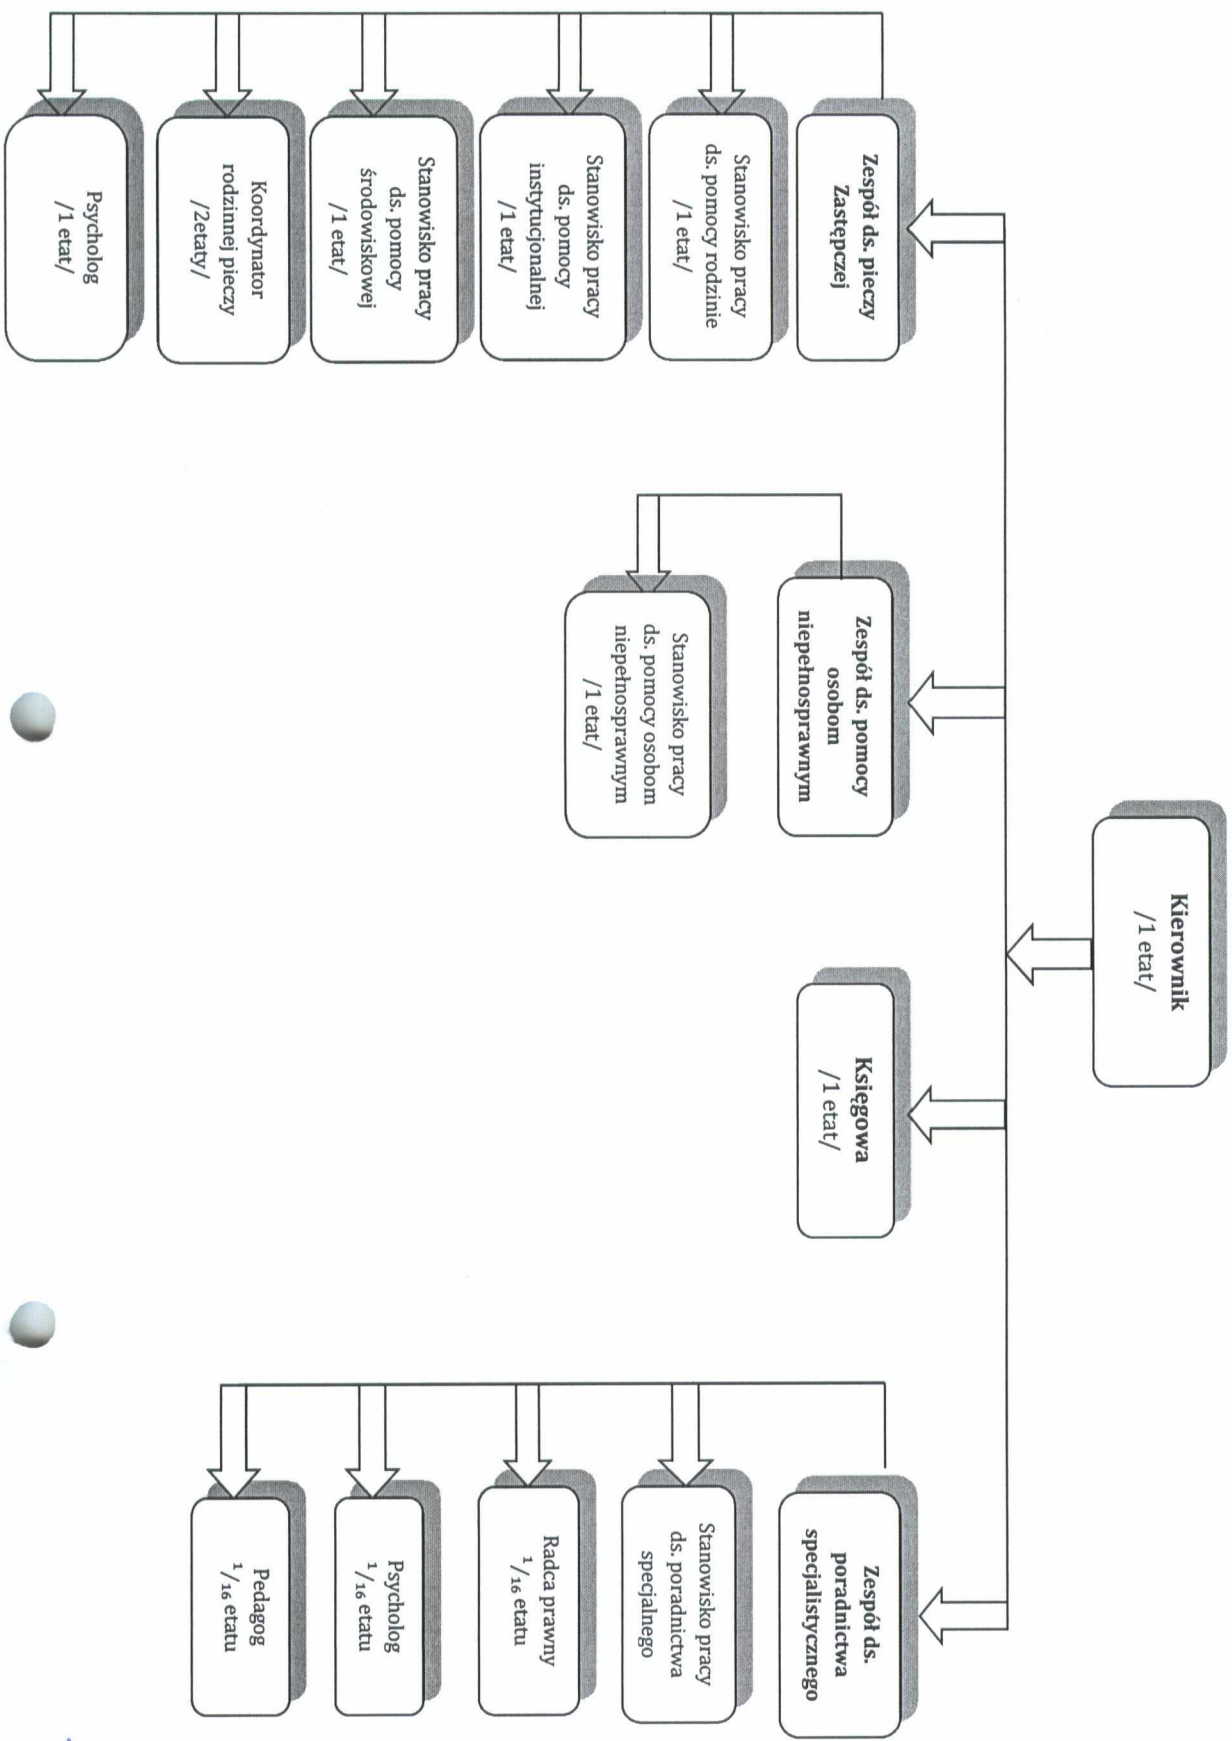 Kierownik
/1 etat/
Zespół ds. pieczy
Zastępczej
Stanowisko pracy
ds. pomocy rodzinie
/1 etat/
Stanowisko pracy
ds. pomocy
instytucjonalnej
/1 etat/
Stanowisko pracy
ds. pomocy
środowiskowej
/1 etat/
Koordynator
rodzinnej pieczy
/2etaty/
Psycholog
/1 etat/
Zespół ds. pomocy
osobom
niepełnosprawnym
Stanowisko pracy
ds. pomocy osobom
niepełnosprawnym
/1 etat/
Księgowa
/1 etat/
Zespół ds.
poradnictwa
specjalistycznego
Stanowisko pracy
ds. poradnictwa
specjalnego
Radca prawny
1/16 etatu
Psycholog
1/16 etatu
Pedagog
1/16 etatu